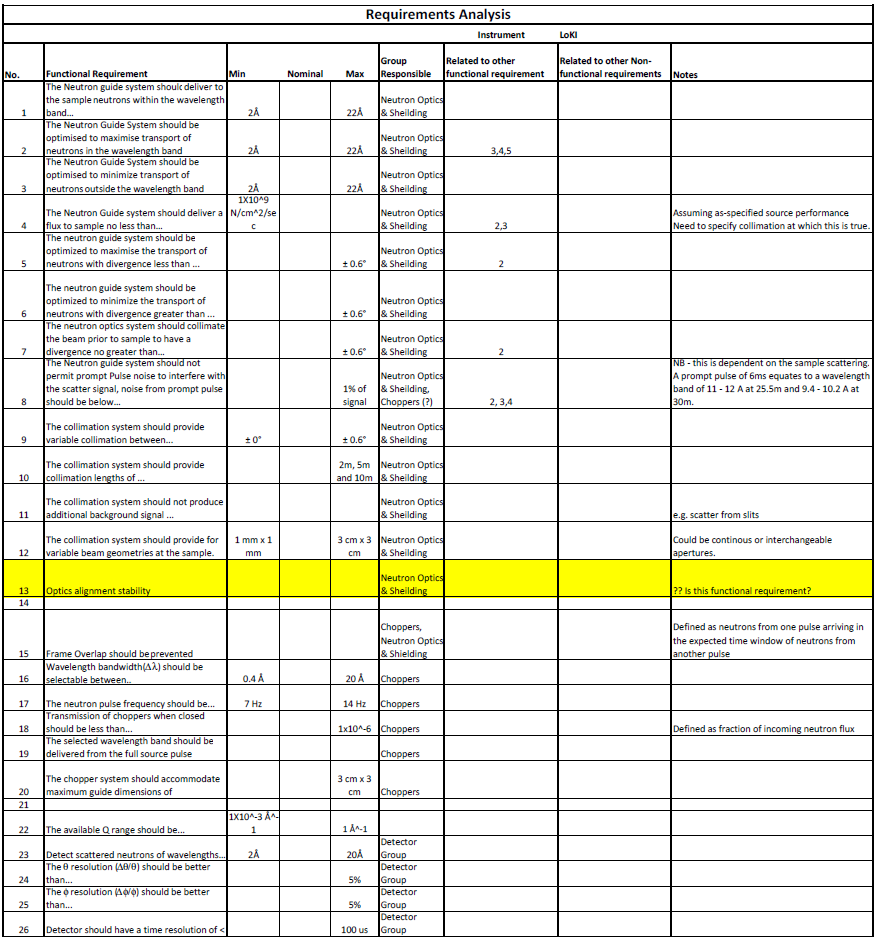 Requirements Analysis
Instrument LoKI
No. Functional Requirement Min Nominal Max Group Responsible Related to other functional requirement Related to other Non-functional requirements Notes
1 The Neutron guide system should deliver to the sample neutrons within the wavelength band... 2Å 22Å Neutron Optics & Sheilding
2 The Neutron Guide System should be optimised to maximise transport of neutrons in the wavelength band 2Å 22Å Neutron Optics & Sheilding 3,4,5
3 The Neutron Guide System should be optimised to minimize transport of neutrons outside the wavelength band 2Å 22Å Neutron Optics & Sheilding
4 The Neutron Guide system should deliver a flux to sample no less than... 1X10^9 N/cm^2/sec Neutron Optics & Sheilding 2,3 Assuming as-specified source performance Need to specify collimation at which this is true.
5 The neutron guide system should be optimized to maximise the transport of neutrons with divergence less than ... ± 0.6° Neutron Optics & Sheilding 2
6 The neutron guide system should be optimized to minimize the transport of neutrons with divergence greater than ... ± 0.6° Neutron Optics & Sheilding
7 The neutron optics system should collimate the beam prior to sample to have a divergence no greater than... ± 0.6° Neutron Optics & Sheilding 2
8 The Neutron guide system should not permit prompt Pulse noise to interfere with the scatter signal, noise from prompt pulse should be below... 1% of signal Neutron Optics & Sheilding, Choppers (?) 2, 3,4 NB - this is dependent on the sample scattering. A prompt pulse of 6ms equates to a wavelength band of 11 - 12 A at 25.5m and 9.4 - 10.2 A at 30m.
9 The collimation system should provide variable collimation between... ± 0° ± 0.6° Neutron Optics & Sheilding
10 The collimation system should provide collimation lengths of ... 2m, 5m and 10m Neutron Optics & Sheilding
11 The collimation system should not produce additional background signal ... Neutron Optics & Sheilding e.g. scatter from slits
12 The collimation system should provide for variable beam geometries at the sample. 1 mm x 1 mm 3 cm x 3 cm Neutron Optics & Sheilding Could be continous or interchangeable apertures.
13 Optics alignment stability Neutron Optics & Sheilding ?? Is this functional requirement?
14
15 Frame Overlap should be prevented Choppers, Neutron Optics & Shielding Defined as neutrons from one pulse arriving in the expected time window of neutrons from another pulse
16 Wavelength bandwidth(Δλ) should be selectable between.. 0.4 Å 20 Å Choppers
17 The neutron pulse frequency should be... 7 Hz 14 Hz Choppers
18 Transmission of choppers when closed should be less than... 1x10^-6 Choppers Defined as fraction of incoming neutron flux
19 The selected wavelength band should be delivered from the full source pulse Choppers
20 The chopper system should accommodate maximum guide dimensions of 3 cm x 3 cm Choppers
21
22 The available Q range should be... 1X10^-3 Å^-1 1 Å^-1
23 Detect scattered neutrons of wavelengths... 2Å 20Å Detector Group
24 The θ resolution (Δθ/θ) should be better than... 5% Detector Group
25 The ϕ resolution (Δϕ/ϕ) should be better than... 5% Detector Group
26 Detector should have a time resolution of < 100 us Detector Group